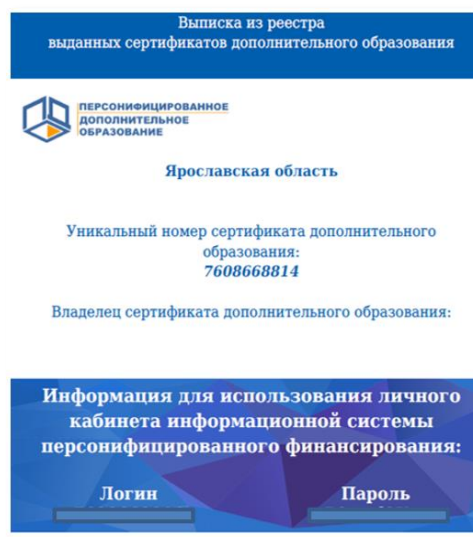 Выписка из реестра
выданных сертификатов дополнительного образования
ПЕРСОНИФИЦИРОВАННОЕ
ДОПОЛНИТЕЛЬНОЕ
ОБРАЗОВАНИЕ
Ярославская область
Уникальный номер сертификата дополнительного
образования:
7608668814
Владелец сертификата дополнительного образования:
Информация для использования личного
кабинета информационной системы
персонифицированного финансирования:
Логин Пароль